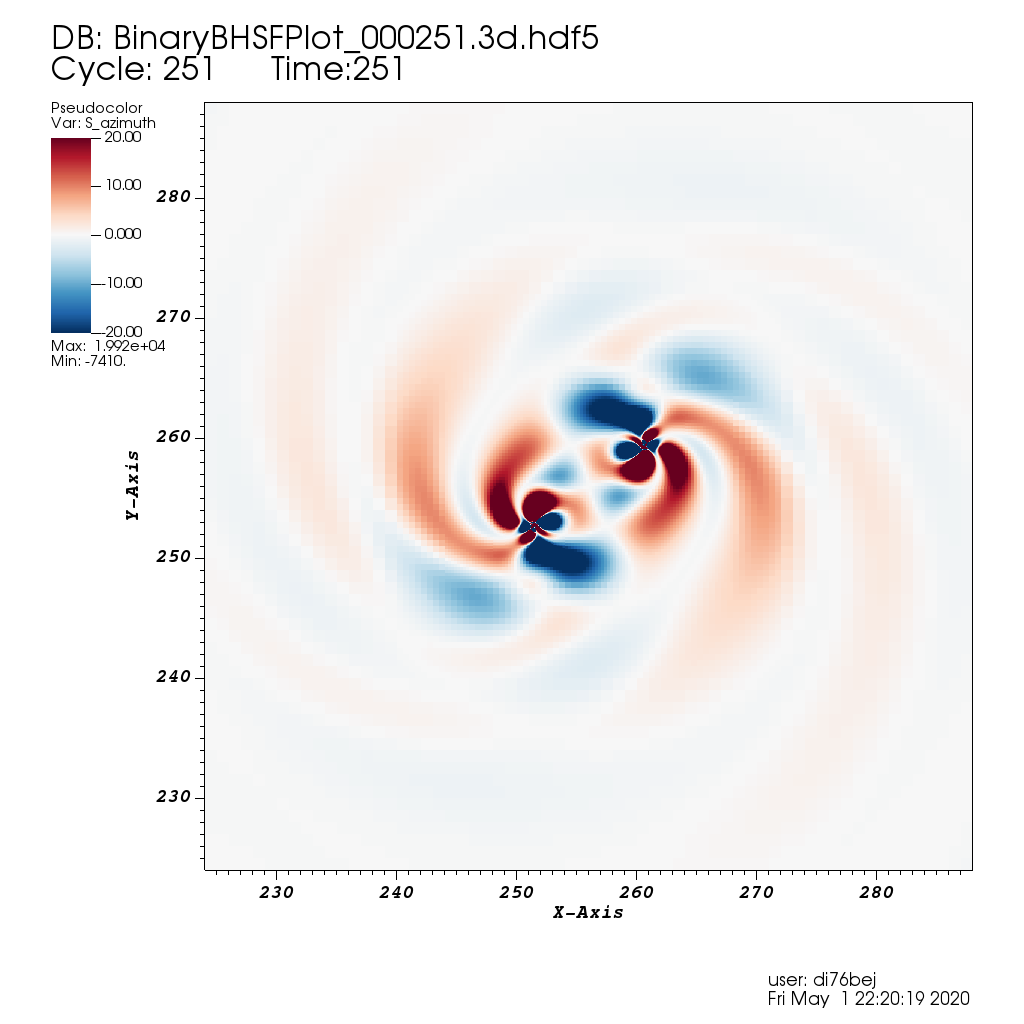 DB: BinaryBHSFPlot_000251.3d.hdf5
Cycle: 251 Time:251
Pseudocolor
Var: S_azimuth
20.00
10.00
0.000
-10.00
-20.00
Max: 1.992e+04
Min: -7410.
280
270
260
250
240
230
Y-Axis
230 240 250 260 270 280
X-Axis
user: di76bej
Fri May 1 22:20:19 2020